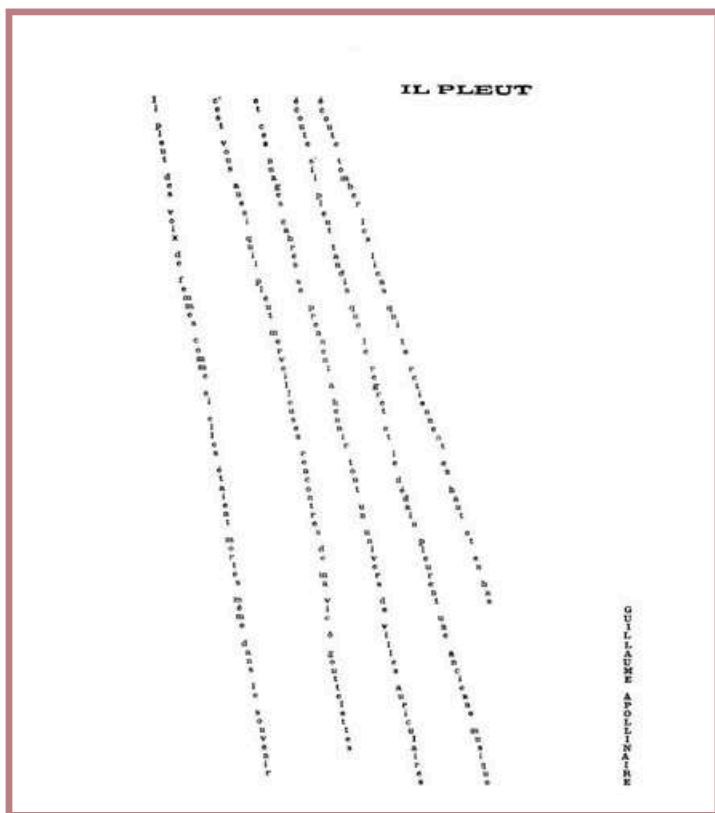 IL PLEUT
Il pleut des voix de femmes comme si elles étaient mortes même dans le souvenir
c'est vous aussi qu'il pleut merveilleuses rencontres de ma vie ô gouttelettes
et ces nuages cabrés se prennent à hennir tout un univers de villes auriculaires
écoute s'il pleut tandis que le regret et le dédain pleurent une ancienne musique
écoute tomber les liens qui te retiennent en haut et en bas
GUILLAUME APOLLINAIRE